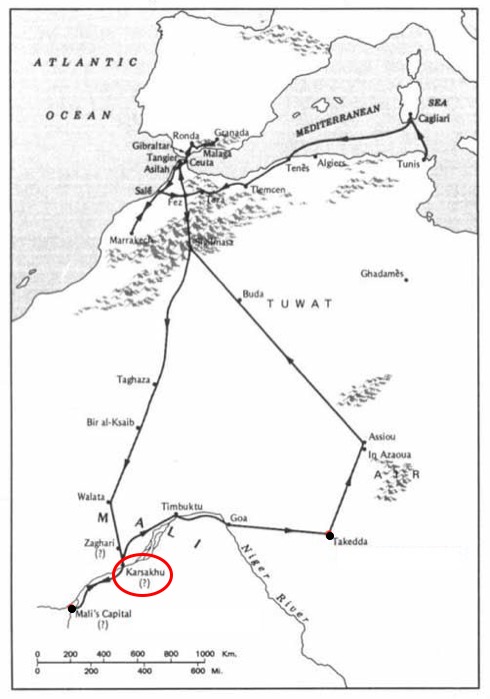 ATLANTIC
OCEAN
MEDITERRANEAN
SEA
Cagliari
Granada
Ronda
Gibraltar
Malaga
Tangier
Ceuta
Asilah
Algiers
Tenès
Tunis
Salé
Fez
Tlemcen
Marrakech
Ghadamès
Buda
TUWAT
Taghaza
Bir al-Ksaib
Assiou
In Azaoua
AIR
Walata
Timbuktu
MALI
Goa
Takedda
Zaghari
(?)
Karsakhu
(?)
Niger River
Mali's Capital
(?)
0 200 400 600 800 1000 Km.
0 200 400 600 Mi.